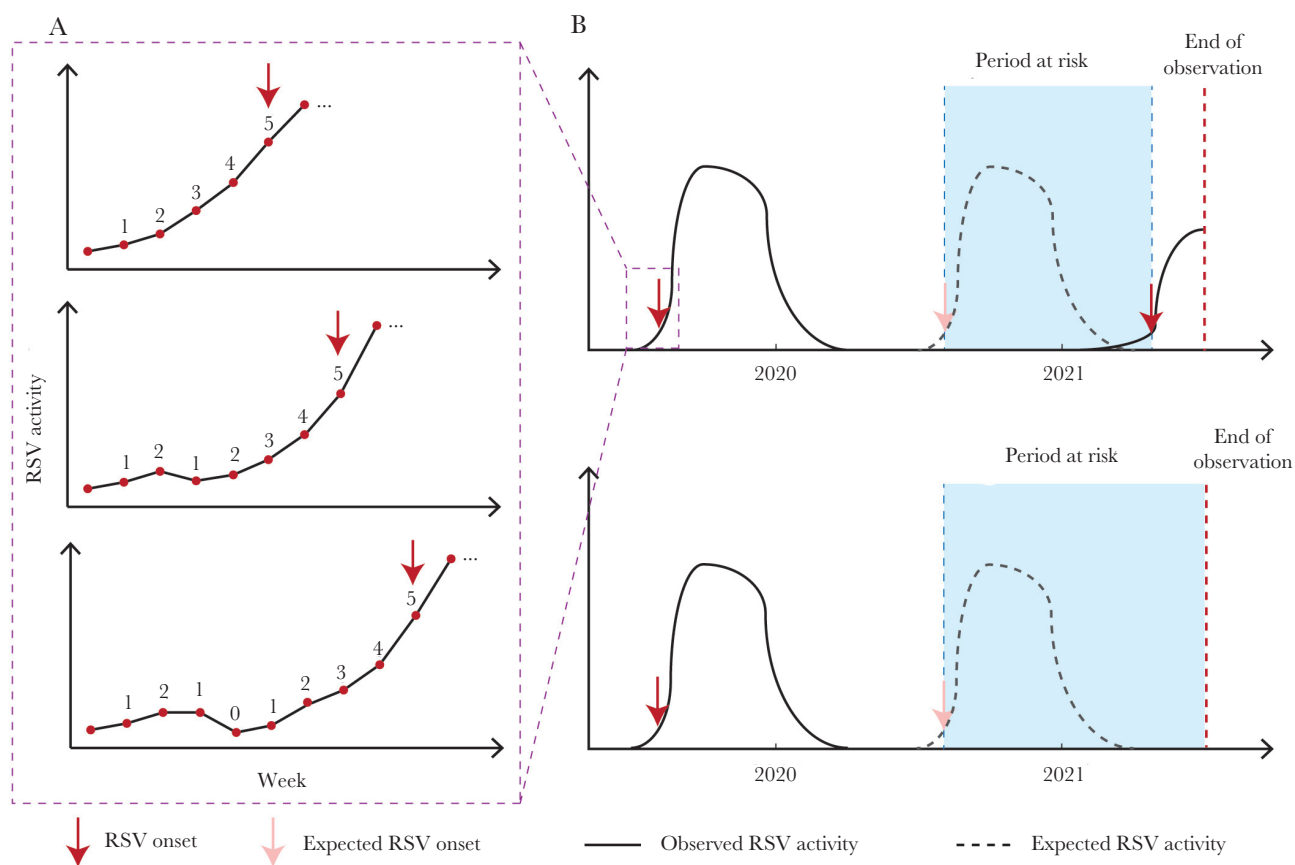 A
5
...
4
3
2
1
...
5
4
3
2
1
2
1
RSV activity
...
5
4
3
2
1
0
1
2
1
Week
B
Period at risk
End of
observation
2020
2021
Period at risk
End of
observation
2020
2021
RSV onset
Expected RSV onset
Observed RSV activity
Expected RSV activity